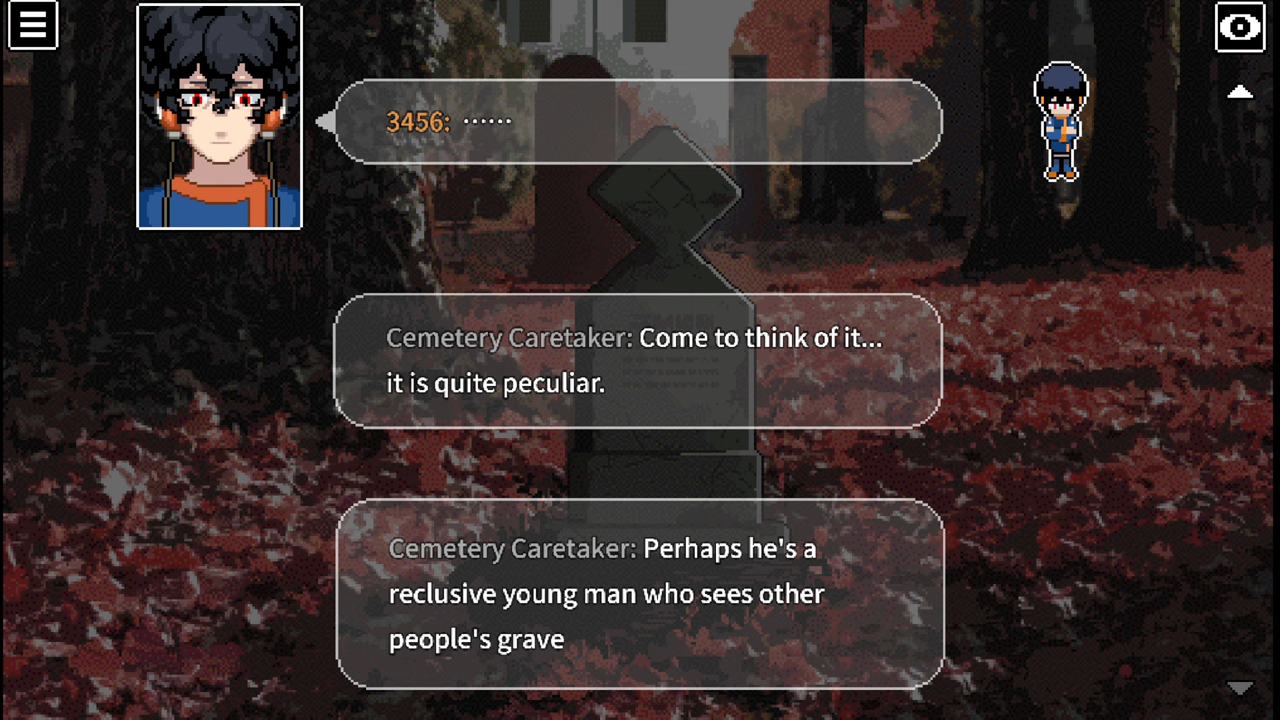 3456: ······
Cemetery Caretaker: Come to think of it...
it is quite peculiar.
Cemetery Caretaker: Perhaps he's a
reclusive young man who sees other
people's grave